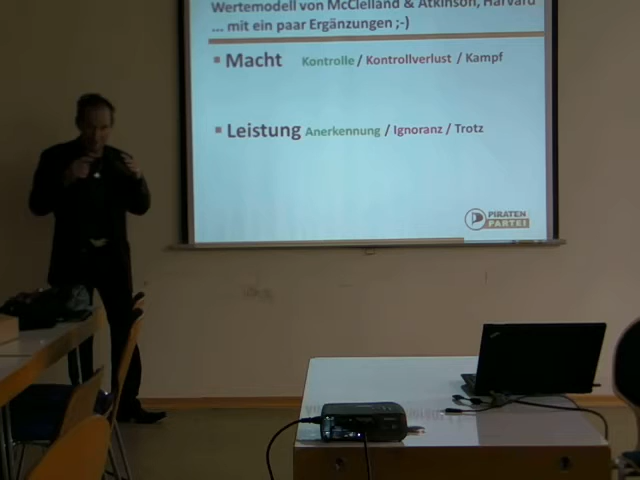 Wertemodell von McClelland & Atkinson, Harvard
... mit ein paar Ergänzungen ;-)
▪ Macht Kontrolle / Kontrollverlust / Kampf
▪ Leistung Anerkennung / Ignoranz / Trotz
PIRATEN
PARTEI